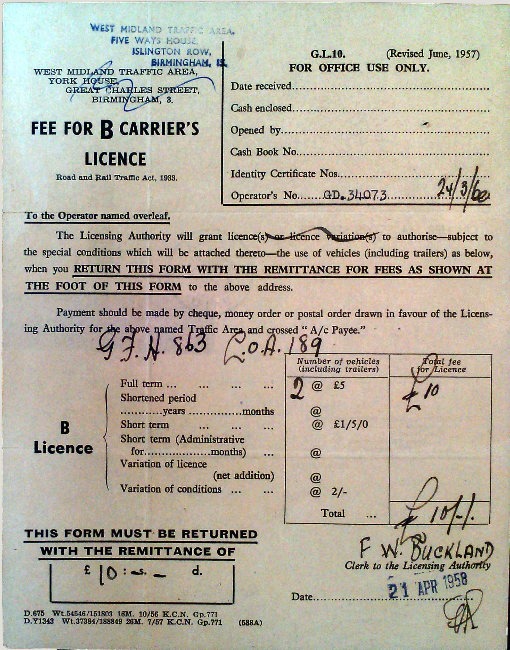 WEST MIDLAND TRAFFIC AREA,
FIVE WAYS HOUSE
ISLINGTON ROW,
BIRMINGHAM, 15.
WEST MIDLAND TRAFFIC AREA,
YORK HOUSE,
GREAT CHARLES STREET,
BIRMINGHAM, 3.
FEE FOR B CARRIER'S
LICENCE
Road and Rail Traffic Act, 1933.
G.L.10. (Revised June, 1957)
FOR OFFICE USE ONLY.
Date received
Cash enclosed
Opened by
Cash Book No.
Identity Certificate Nos.
Operator's No. GD.34073 24/3/60
To the Operator named overleaf.
The Licensing Authority will grant licence(s) or licence variation(s) to authorise—subject to
the special conditions which will be attached thereto—the use of vehicles (including trailers) as below,
when you RETURN THIS FORM WITH THE REMITTANCE FOR FEES AS SHOWN AT
THE FOOT OF THIS FORM to the above address.
Payment should be made by cheque, money order or postal order drawn in favour of the Licens-
ing Authority for the above named Traffic Area and crossed "A/c Payee."
G.F.H. 863 L.O.A. 189
Number of vehicles
(including trailers)
Total fee
for Licence
B
Licence
Full term ... ... ... ... 2 @ £5 £10
Shortened period
............years............months @
Short term ... ... ... @ £1/5/0
Short term (Administrative
for............months) ... @
Variation of licence
(net addition) @
Variation of conditions ... ... @ 2/-
Total ... £10/-/-
THIS FORM MUST BE RETURNED
WITH THE REMITTANCE OF
£ 10 : s. – d.
F. W. BUCKLAND
Clerk to the Licensing Authority
Date 21 APR 1958
D.675 Wt.54546/151803 16M. 10/56 K.C.N. Gp.771
D.Y1343 Wt.37384/188849 26M. 7/57 K.C.N. Gp.771 (588A)